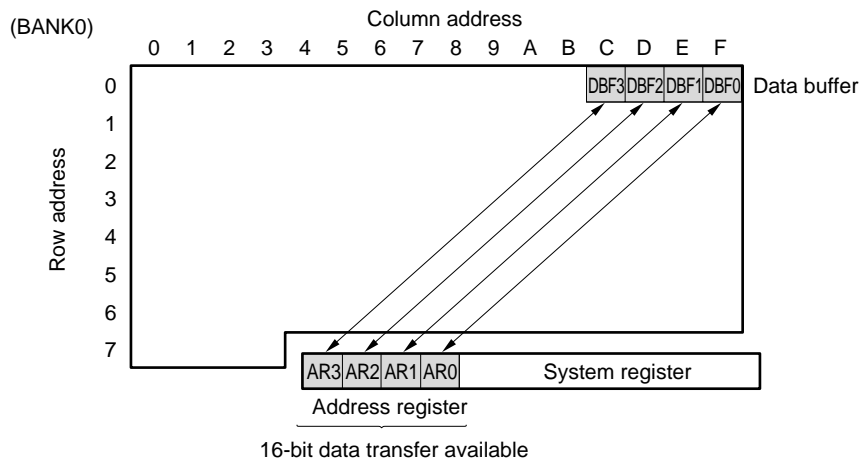 (BANK0)
Column address
0 1 2 3 4 5 6 7 8 9 A B C D E F
0 DBF3 DBF2 DBF1 DBF0 Data buffer
1
2
3
4
5
6
7
Row address
AR3 AR2 AR1 AR0 System register
Address register
16-bit data transfer available